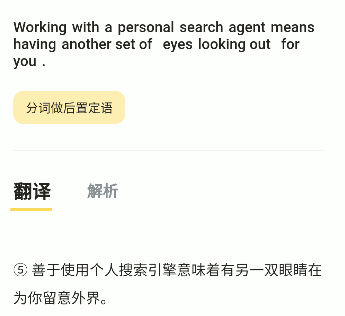 Working with a personal search agent means
having another set of eyes looking out for
you .
分词做后置定语
翻译 解析
⑤ 善于使用个人搜索引擎意味着有另一双眼睛在
为你留意外界。